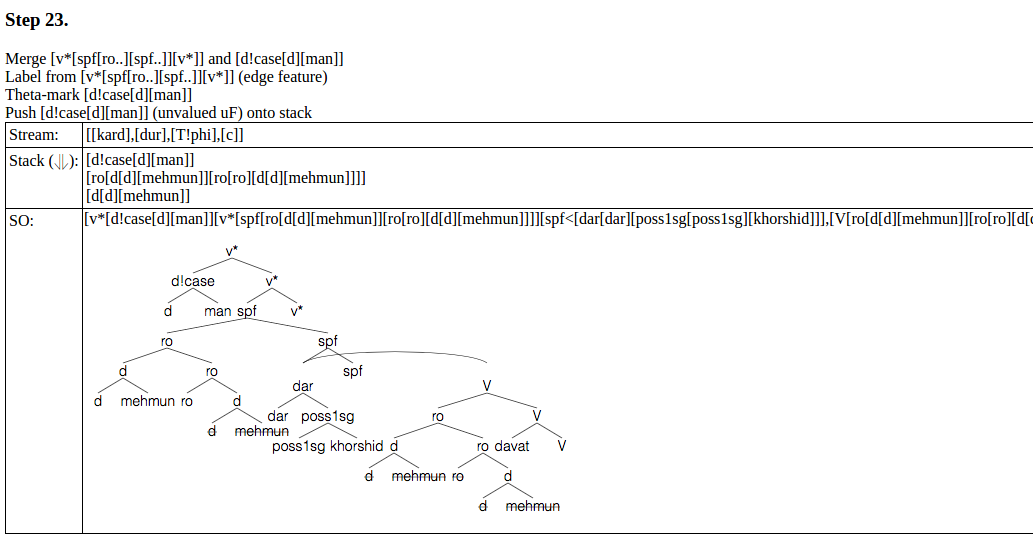 Step 23.
Merge [v*[spf[ro..][spf..]][v*]] and [d!case[d][man]]
Label from [v*[spf[ro..][spf..]][v*]] (edge feature)
Theta-mark [d!case[d][man]]
Push [d!case[d][man]] (unvalued uF) onto stack
Stream: [[kard],[dur],[T!phi],[c]]
Stack (⇓): [d!case[d][man]]
[ro[d[d][mehmun]][ro[ro][d[d][mehmun]]]]
[d[d][mehmun]]
SO: [v*[d!case[d][man]][v*[spf[ro[d[d][mehmun]][ro[ro][d[d][mehmun]]]][spf<[dar[dar][poss1sg[poss1sg][khorshid]]],[V[ro[d[d][mehmun]][ro[ro][d[
v*
d!case v*
d man spf v*
ro spf
d ro spf
dar V
d mehmun ro d
dar poss1sg ro V
d mehmun
poss1sg khorshid d ro davat V
d mehmun ro d
d mehmun